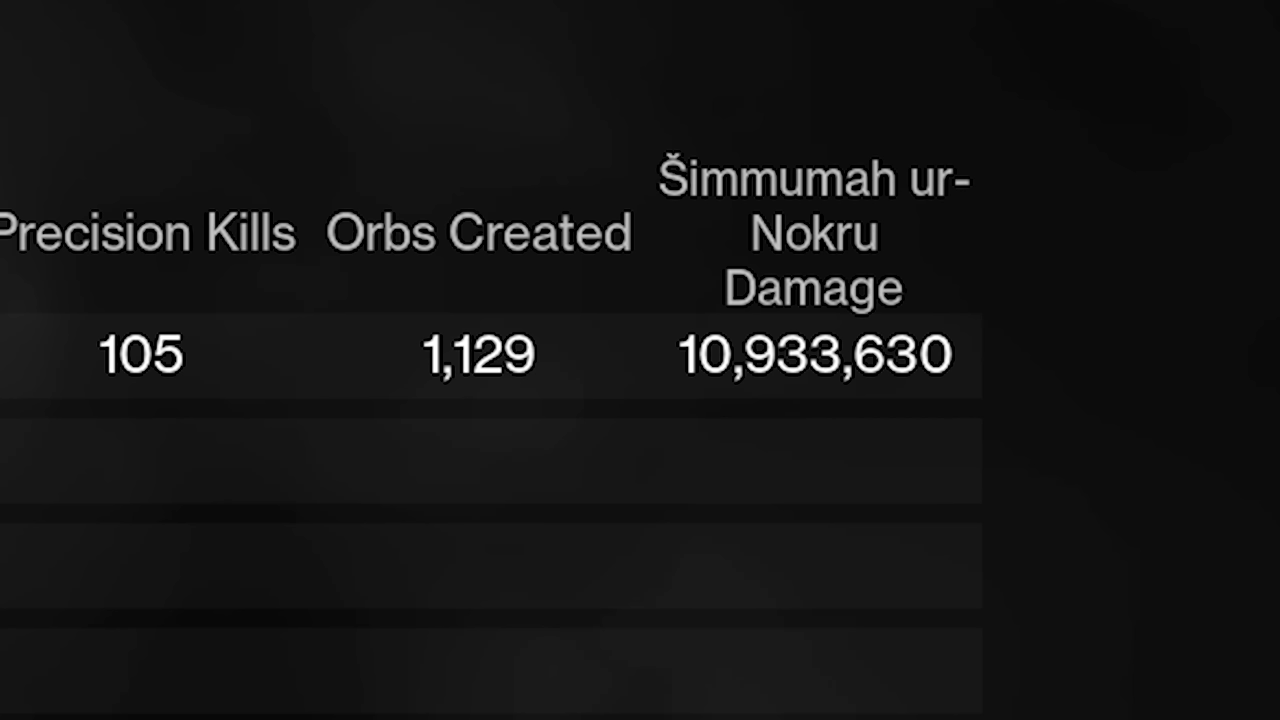 Precision Kills Orbs Created Šimmumah ur-
Nokru
Damage
105 1,129 10,933,630